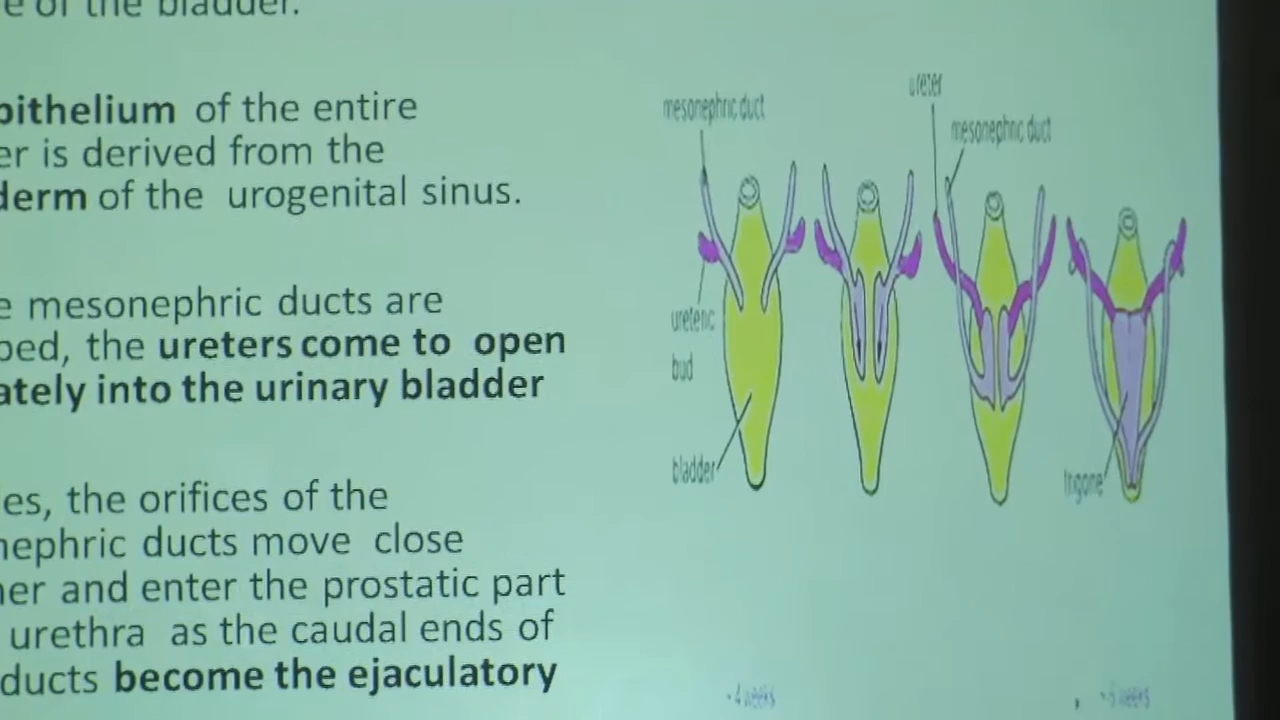 e of the bladder.
pithelium of the entire
er is derived from the
derm of the urogenital sinus.
e mesonephric ducts are
bed, the ureters come to open
ately into the urinary bladder
es, the orifices of the
nephric ducts move close
her and enter the prostatic part
urethra as the caudal ends of
ducts become the ejaculatory
mesonephric duct
ureter
mesonephric duct
ureteric
bud
bladder
trigone
~4 weeks
weeks